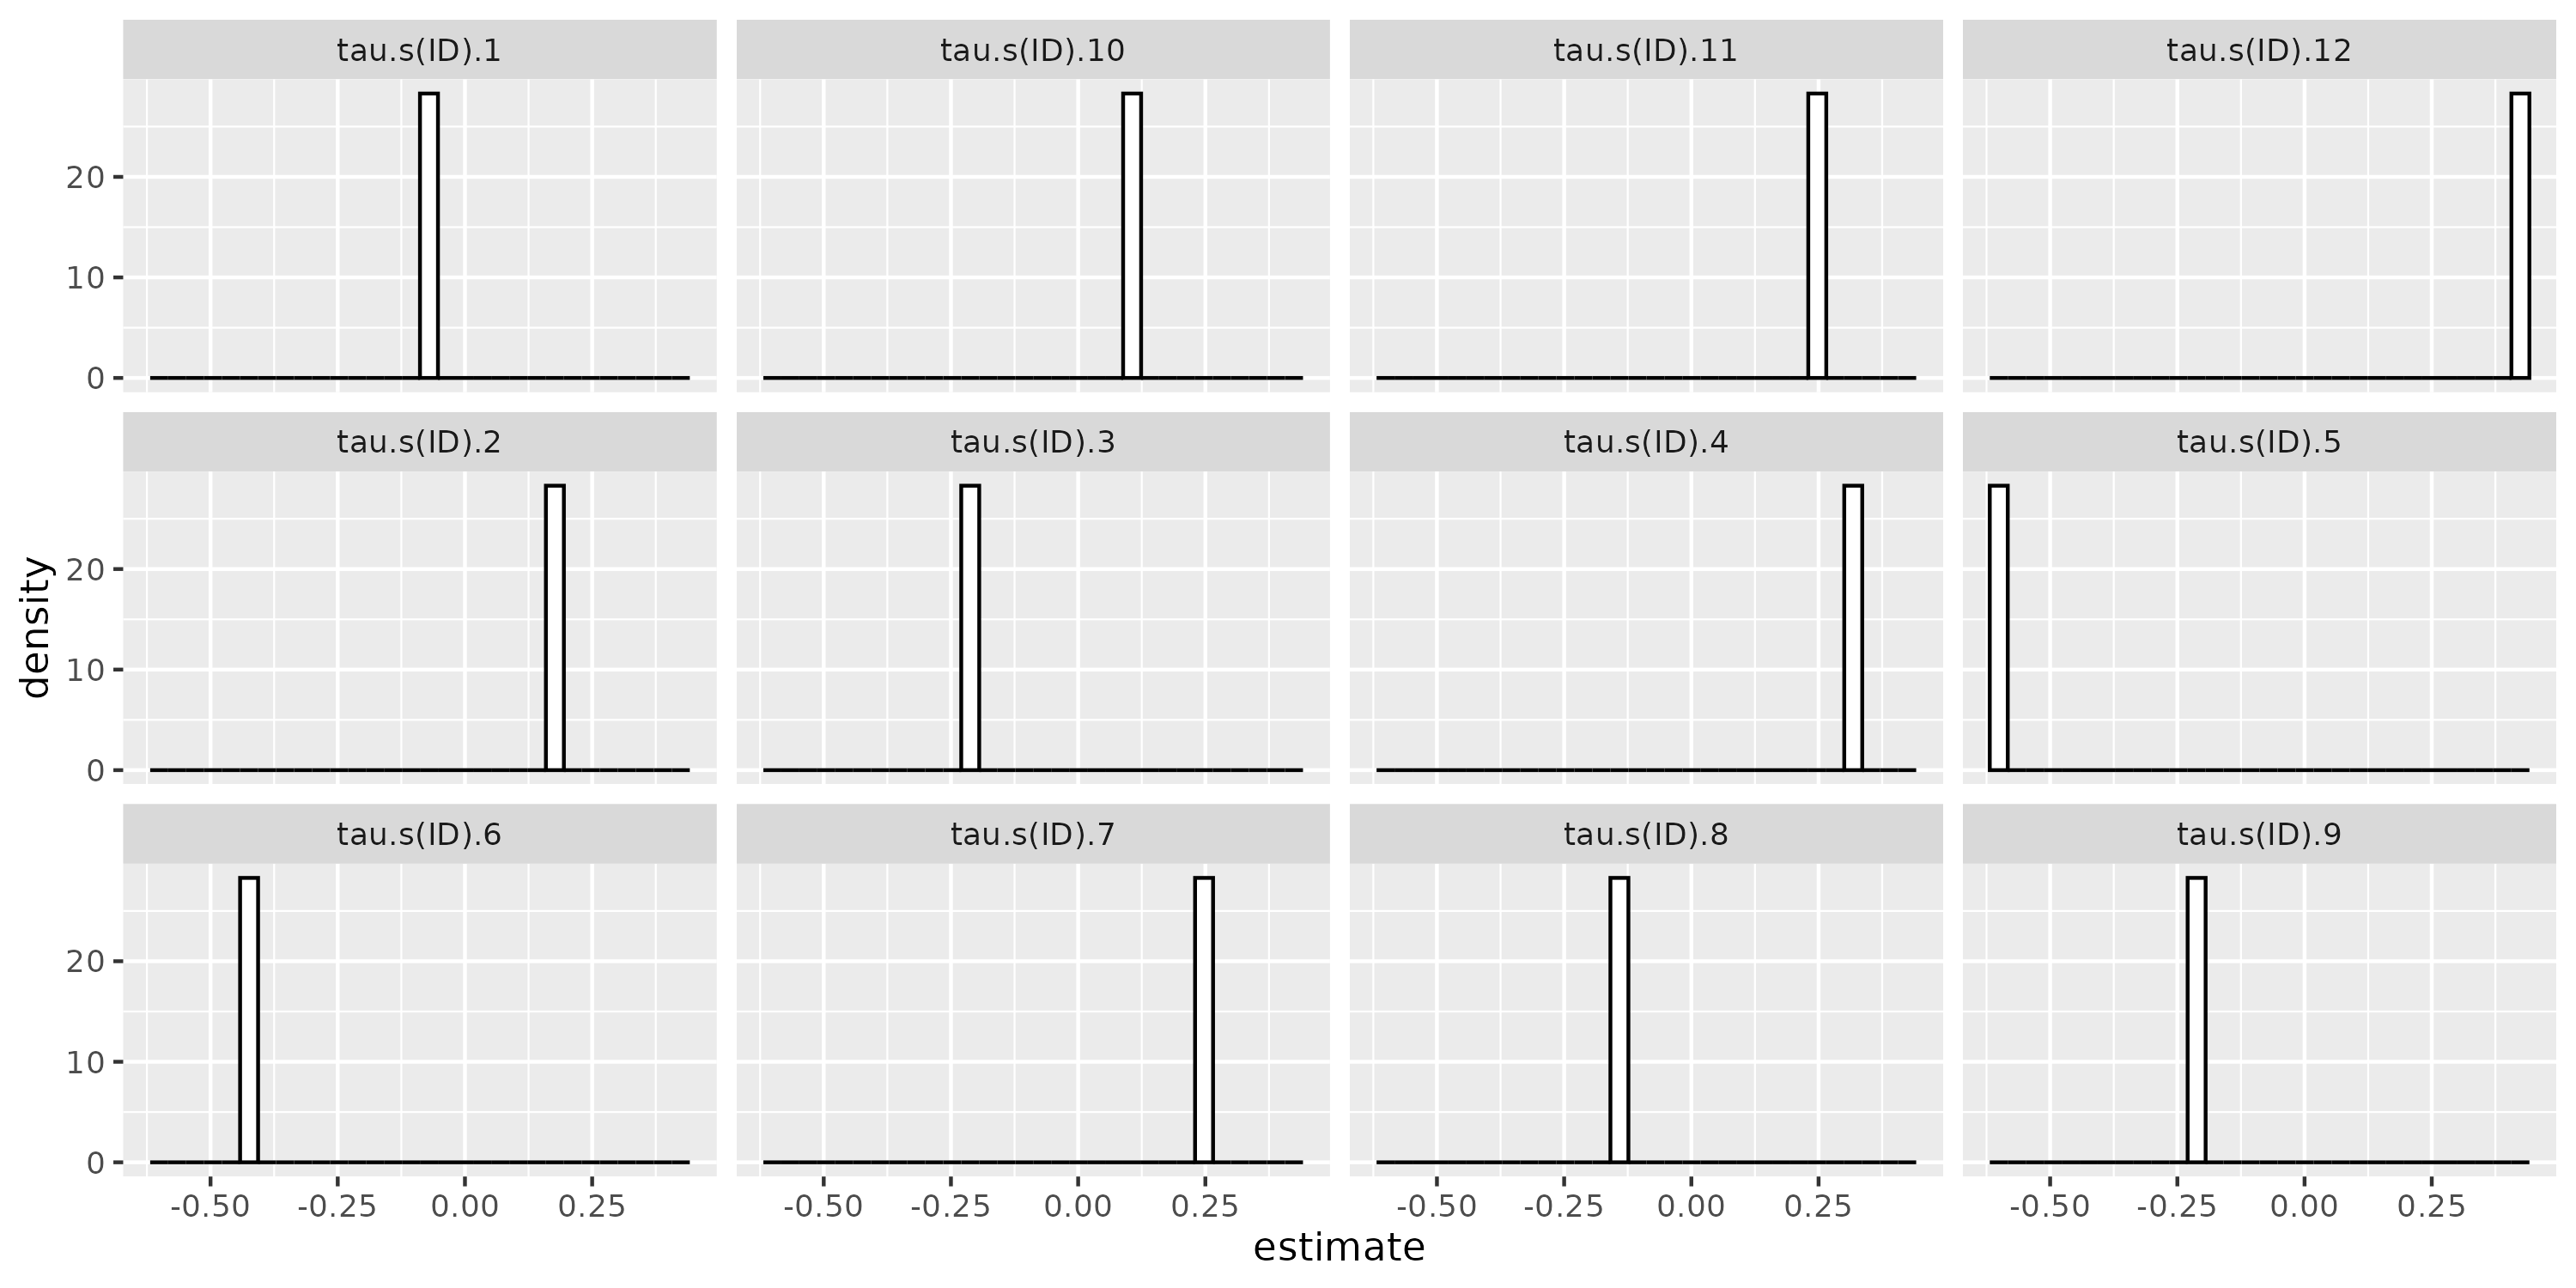 tau.s(ID).1 tau.s(ID).10 tau.s(ID).11 tau.s(ID).12
20
10
0
tau.s(ID).2 tau.s(ID).3 tau.s(ID).4 tau.s(ID).5
density
20
10
0
tau.s(ID).6 tau.s(ID).7 tau.s(ID).8 tau.s(ID).9
20
10
0
-0.50 -0.25 0.00 0.25 -0.50 -0.25 0.00 0.25 -0.50 -0.25 0.00 0.25 -0.50 -0.25 0.00 0.25
estimate